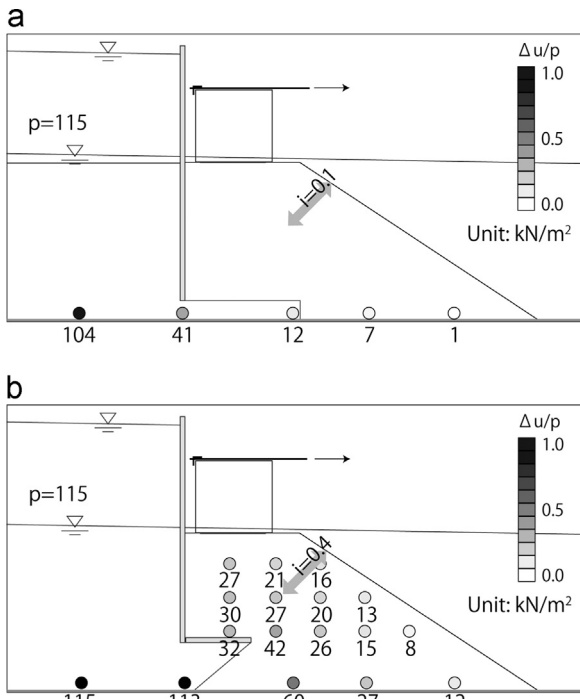 a
Δu/p
1.0
p=115
0.5
i=0.1
0.0
Unit: kN/m²
104 41 12 7 1
b
Δu/p
1.0
p=115
0.5
i=0.4
27 21 16
0.0
30 27 20 13
Unit: kN/m²
32 42 26 15 8